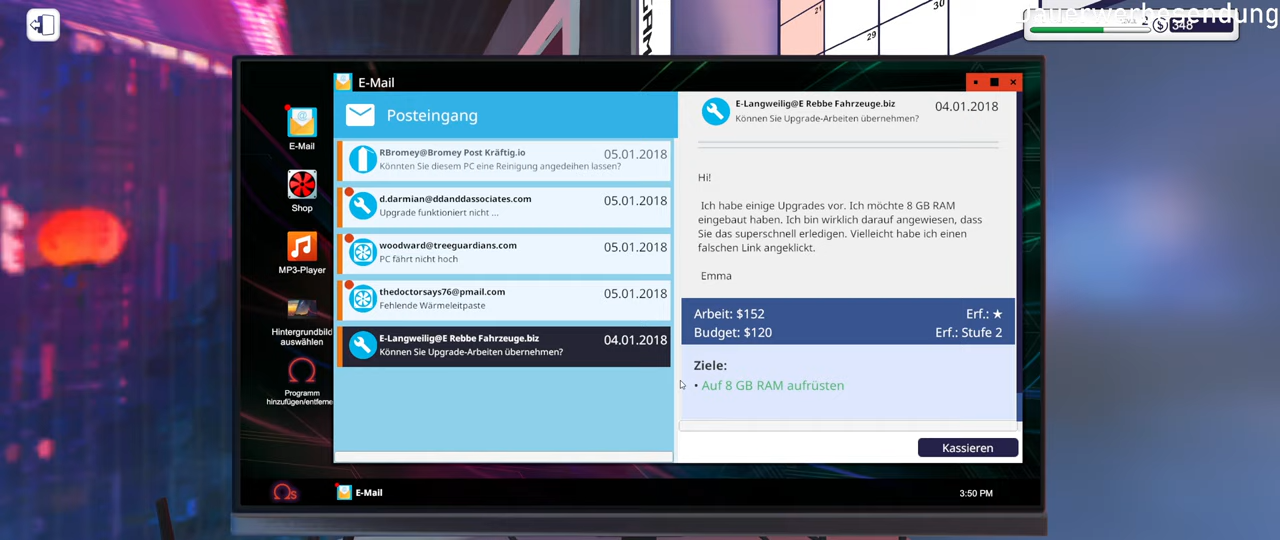 bauerwerbesendung
21
30
29
2
$ 348
E-Mail
E-Mail
Shop
MP3-Player
Hintergrundbild
auswählen
Programm
hinzufügen/entferne
Posteingang
RBromey@Bromey Post Kräftig.io 05.01.2018
Könnten Sie diesem PC eine Reinigung angedeihen lassen?
d.darmian@ddanddassociates.com 05.01.2018
Upgrade funktioniert nicht ...
woodward@treeguardians.com 05.01.2018
PC fährt nicht hoch
thedoctorsays76@pmail.com 05.01.2018
Fehlende Wärmeleitpaste
E-Langweilig@E Rebbe Fahrzeuge.biz 04.01.2018
Können Sie Upgrade-Arbeiten übernehmen?
E-Langweilig@E Rebbe Fahrzeuge.biz 04.01.2018
Können Sie Upgrade-Arbeiten übernehmen?
Hi!
Ich habe einige Upgrades vor. Ich möchte 8 GB RAM
eingebaut haben. Ich bin wirklich darauf angewiesen, dass
Sie das superschnell erledigen. Vielleicht habe ich einen
falschen Link angeklickt.
Emma
Arbeit: $152 Erf.: ★
Budget: $120 Erf.: Stufe 2
Ziele:
• Auf 8 GB RAM aufrüsten
Kassieren
E-Mail
3:50 PM